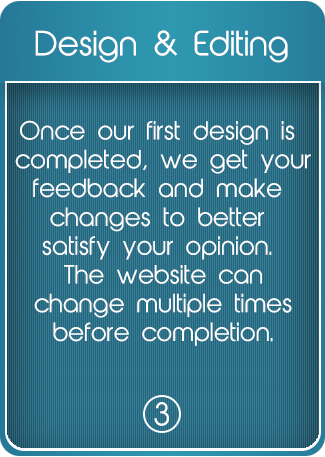 Design & Editing
Once our first design is
completed, we get your
feedback and make
changes to better
satisfy your opinion.
The website can
change multiple times
before completion.
3